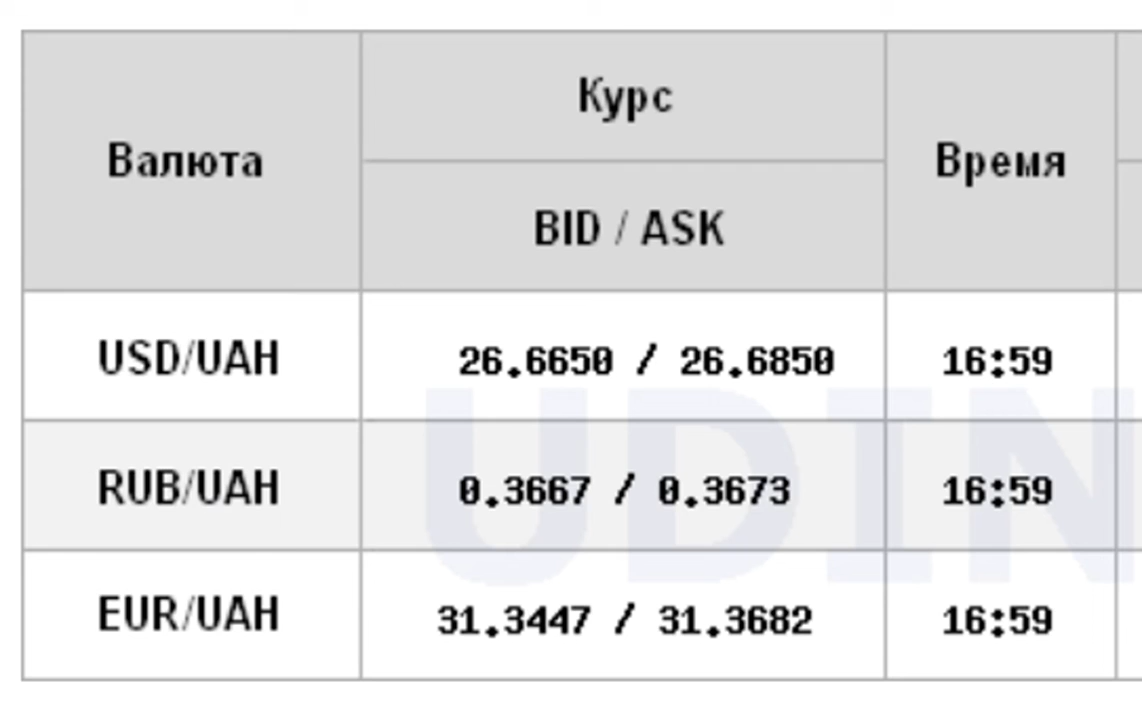 Валюта
Курс
BID / ASK
Время
USD/UAH 26.6650 / 26.6850 16:59
RUB/UAH 0.3667 / 0.3673 16:59
EUR/UAH 31.3447 / 31.3682 16:59
UDIN